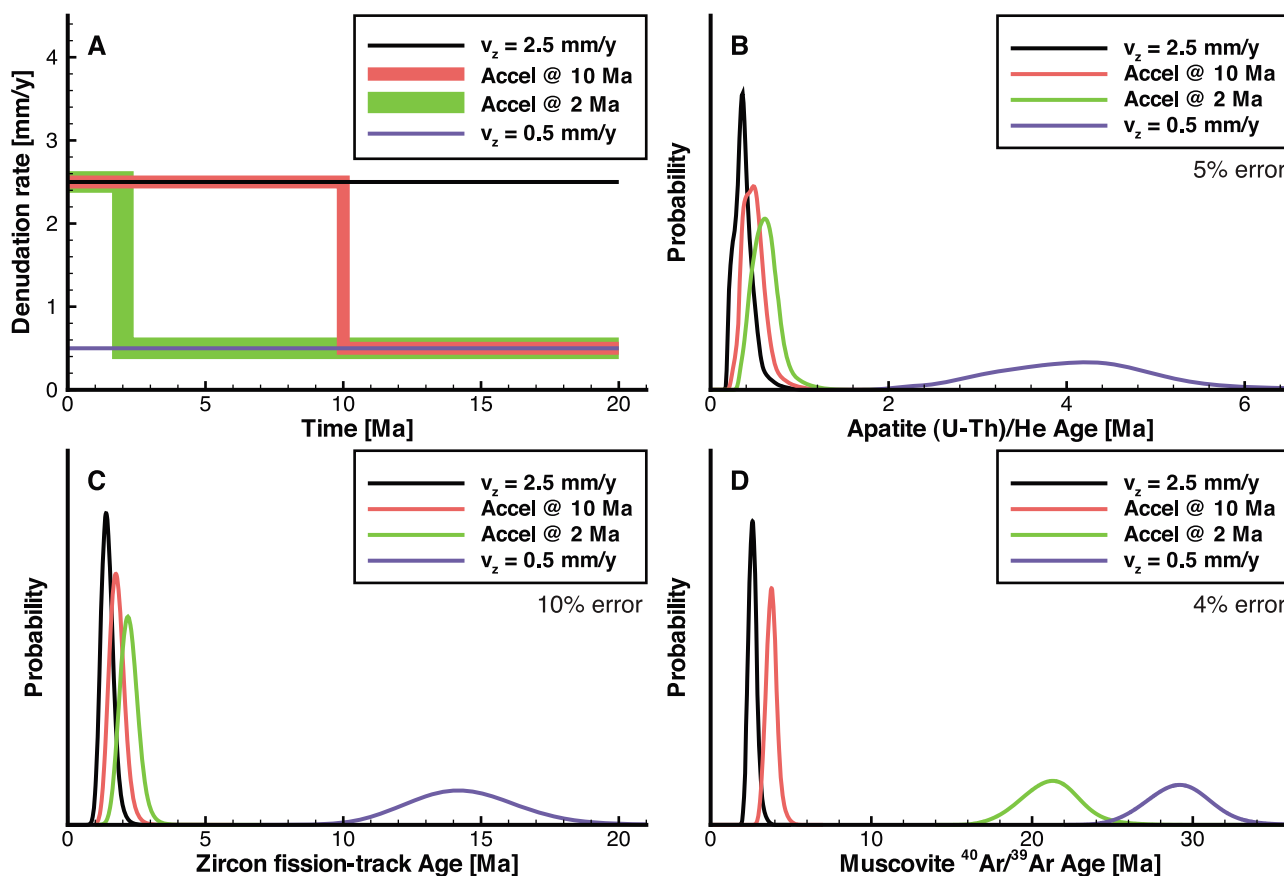 A
v_z = 2.5 mm/y
Accel @ 10 Ma
Accel @ 2 Ma
v_z = 0.5 mm/y
Denudation rate [mm/y]
4
3
2
1
0
0 5 10 15 20
Time [Ma]
B
v_z = 2.5 mm/y
Accel @ 10 Ma
Accel @ 2 Ma
v_z = 0.5 mm/y
5% error
Probability
0 2 4 6
Apatite (U-Th)/He Age [Ma]
C
v_z = 2.5 mm/y
Accel @ 10 Ma
Accel @ 2 Ma
v_z = 0.5 mm/y
10% error
Probability
0 5 10 15 20
Zircon fission-track Age [Ma]
D
v_z = 2.5 mm/y
Accel @ 10 Ma
Accel @ 2 Ma
v_z = 0.5 mm/y
4% error
Probability
0 10 20 30
Muscovite ⁴⁰Ar/³⁹Ar Age [Ma]